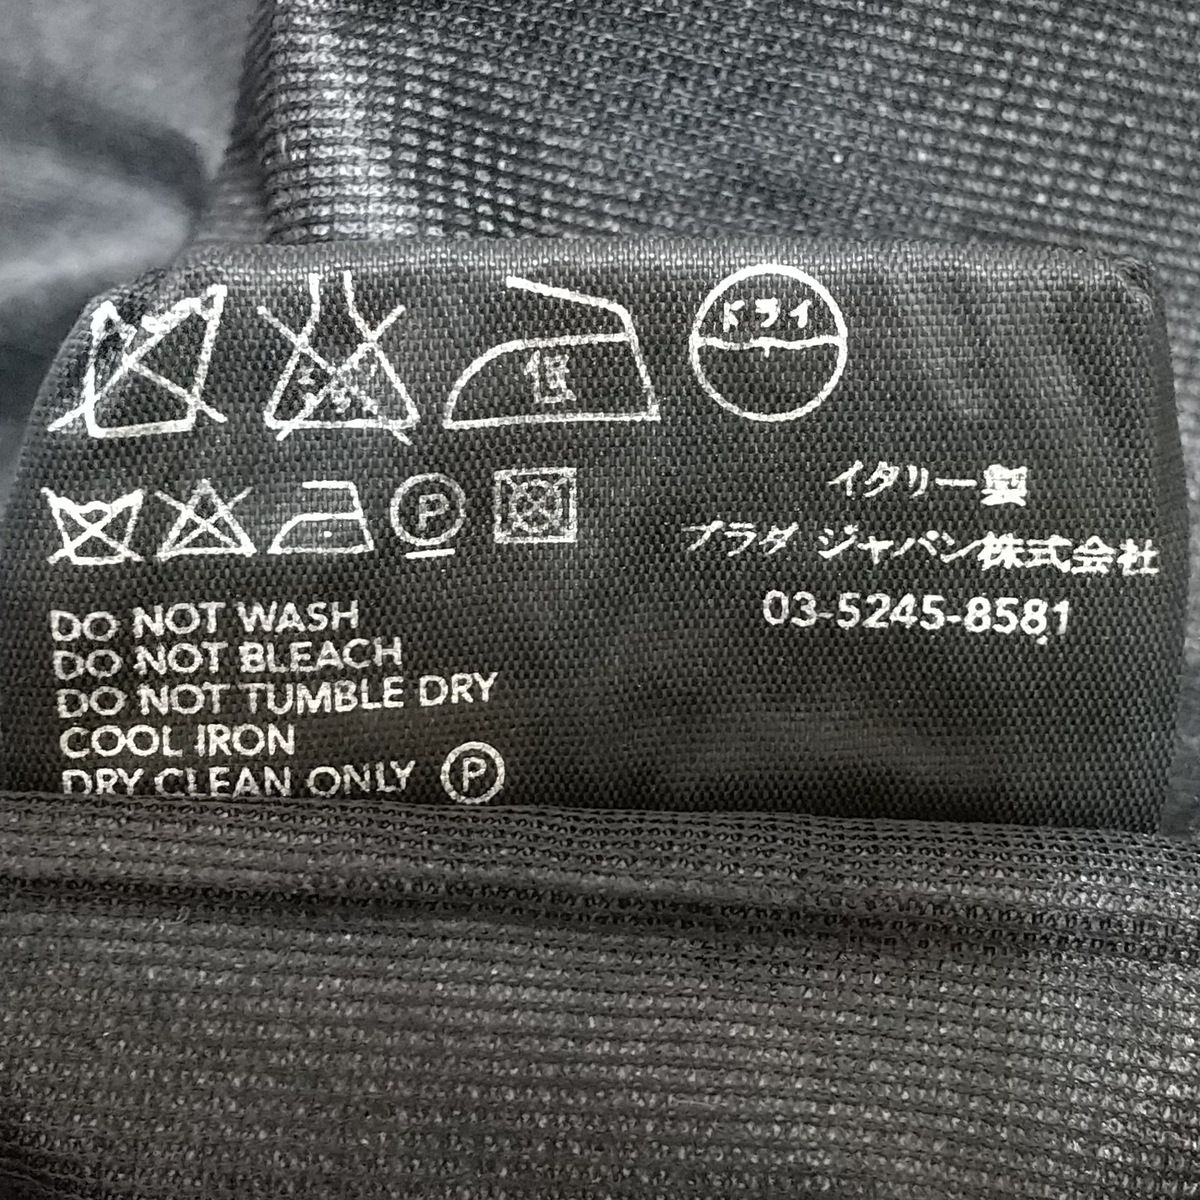 低
ドライ
P
イタリー製
プラダ ジャパン株式会社
03-5245-8581
DO NOT WASH
DO NOT BLEACH
DO NOT TUMBLE DRY
COOL IRON
DRY CLEAN ONLY P